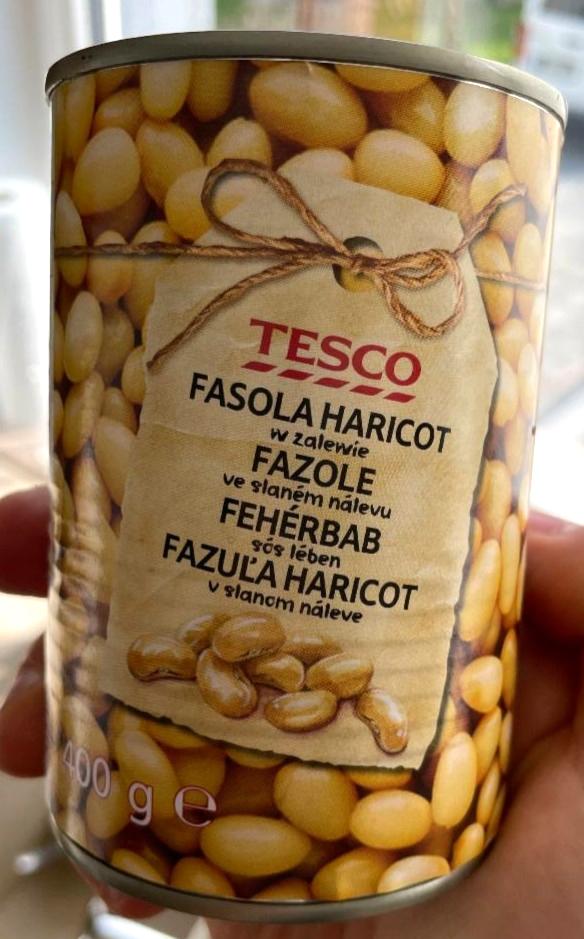 TESCO
FASOLA HARICOT
w zalewie
FAZOLE
ve slaném nálevu
FEHÉRBAB
sós lében
FAZUĽA HARICOT
v slanom náleve
400 g ℮